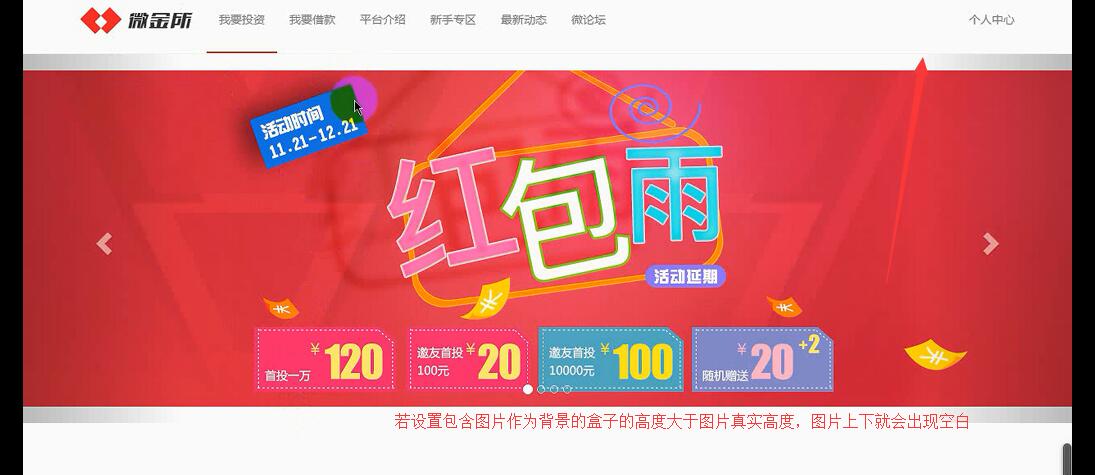 微金所 我要投资 我要借款 平台介绍 新手专区 最新动态 微论坛 个人中心
活动时间
11.21-12.21
红包雨
活动延期
首投一万 ¥120
邀友首投
100元 ¥20
邀友首投
10000元 ¥100
随机赠送 ¥20+2
若设置包含图片作为背景的盒子的高度大于图片真实高度，图片上下就会出现空白